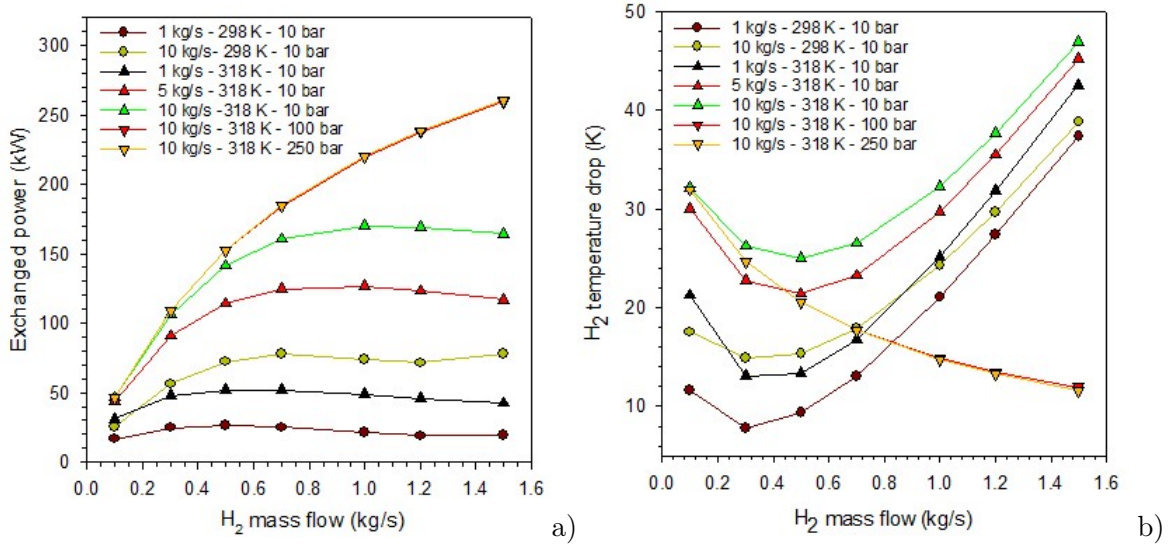 300
250
200
150
100
50
0
Exchanged power (kW)
1 kg/s - 298 K - 10 bar
10 kg/s- 298 K - 10 bar
1 kg/s - 318 K - 10 bar
5 kg/s - 318 K - 10 bar
10 kg/s -318 K - 10 bar
10 kg/s - 318 K - 100 bar
10 kg/s - 318 K - 250 bar
0.0 0.2 0.4 0.6 0.8 1.0 1.2 1.4 1.6
H2 mass flow (kg/s)
a)
50
40
30
20
10
H2 temperature drop (K)
1 kg/s - 298 K - 10 bar
10 kg/s - 298 K - 10 bar
1 kg/s - 318 K - 10 bar
5 kg/s - 318 K - 10 bar
10 kg/s -318 K - 10 bar
10 kg/s - 318 K - 100 bar
10 kg/s - 318 K - 250 bar
0.0 0.2 0.4 0.6 0.8 1.0 1.2 1.4 1.6
H2 mass flow (kg/s)
b)